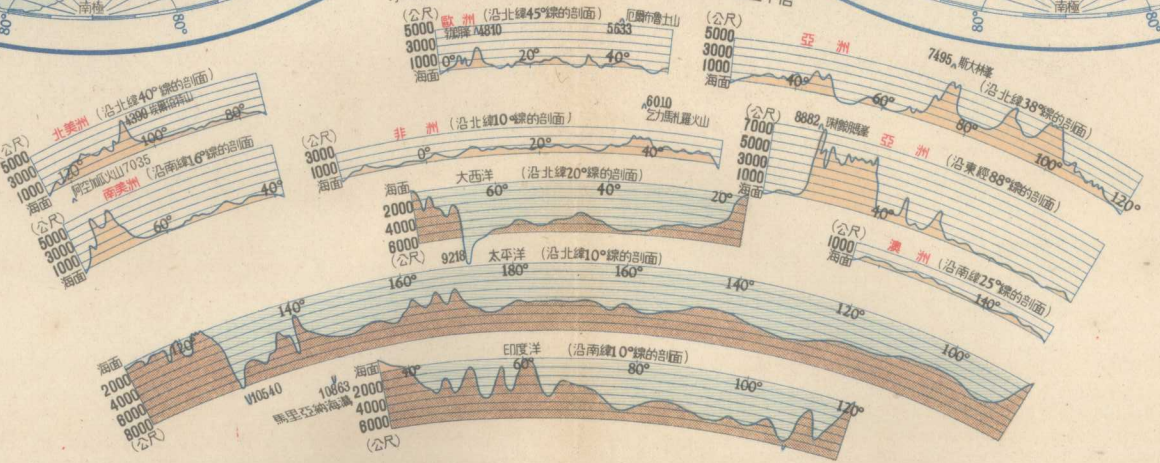 南極
80°
80°
南極
80°
80°
(公尺) 歐洲 (沿北緯45°線的剖面)
5000
3000
1000
海面
勃朗峯 4810
厄爾布魯士山
5633
0° 20° 40°
(公尺) 亞洲 (沿北緯38°線的剖面)
5000
3000
1000
海面
7495 斯大林峯
40° 60° 80° 100° 120°
(公尺) 北美洲 (沿北緯40°線的剖面)
5000
3000
1000
海面
4399 埃爾伯特山
120° 100° 80°
(公尺) 非洲 (沿北緯10°線的剖面)
3000
1000
海面
6010
乞力馬札羅火山
0° 20° 40°
(公尺) 亞洲 (沿東經88°線的剖面)
7000
5000
3000
1000
海面
8882 珠穆朗瑪峯
40°
(公尺) 南美洲 (沿南緯16°線的剖面)
5000
3000
1000
海面
阿空加瓜火山7035
60° 40°
大西洋 (沿北緯20°線的剖面)
海面
2000
4000
6000
(公尺)
9218
60° 40° 20°
(公尺) 澳洲 (沿南緯25°線的剖面)
1000
海面
140°
太平洋 (沿北緯10°線的剖面)
海面
2000
4000
6000
8000
(公尺)
120° 140° 160° 180° 160° 140° 120° 100°
10540
10863
馬里亞納海溝
印度洋 (沿南緯10°線的剖面)
海面
2000
4000
6000
(公尺)
40° 60° 80° 100° 120°